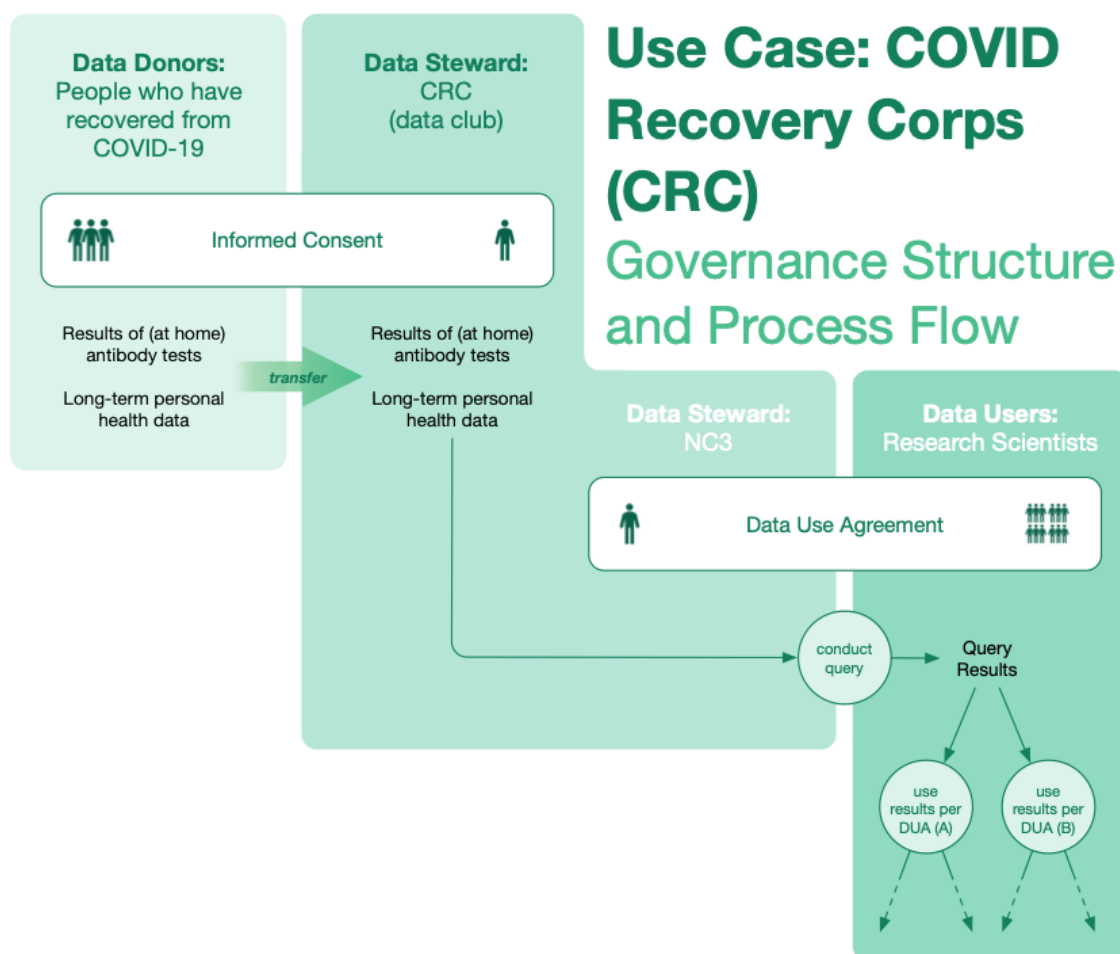 Use Case: COVID
Recovery Corps
(CRC)
Governance Structure
and Process Flow
Data Donors:
People who have
recovered from
COVID-19
Data Steward:
CRC
(data club)
Informed Consent
Results of (at home)
antibody tests
Long-term personal
health data
transfer
Results of (at home)
antibody tests
Long-term personal
health data
Data Steward:
NC3
Data Users:
Research Scientists
Data Use Agreement
conduct
query
Query
Results
use
results per
DUA (A)
use
results per
DUA (B)